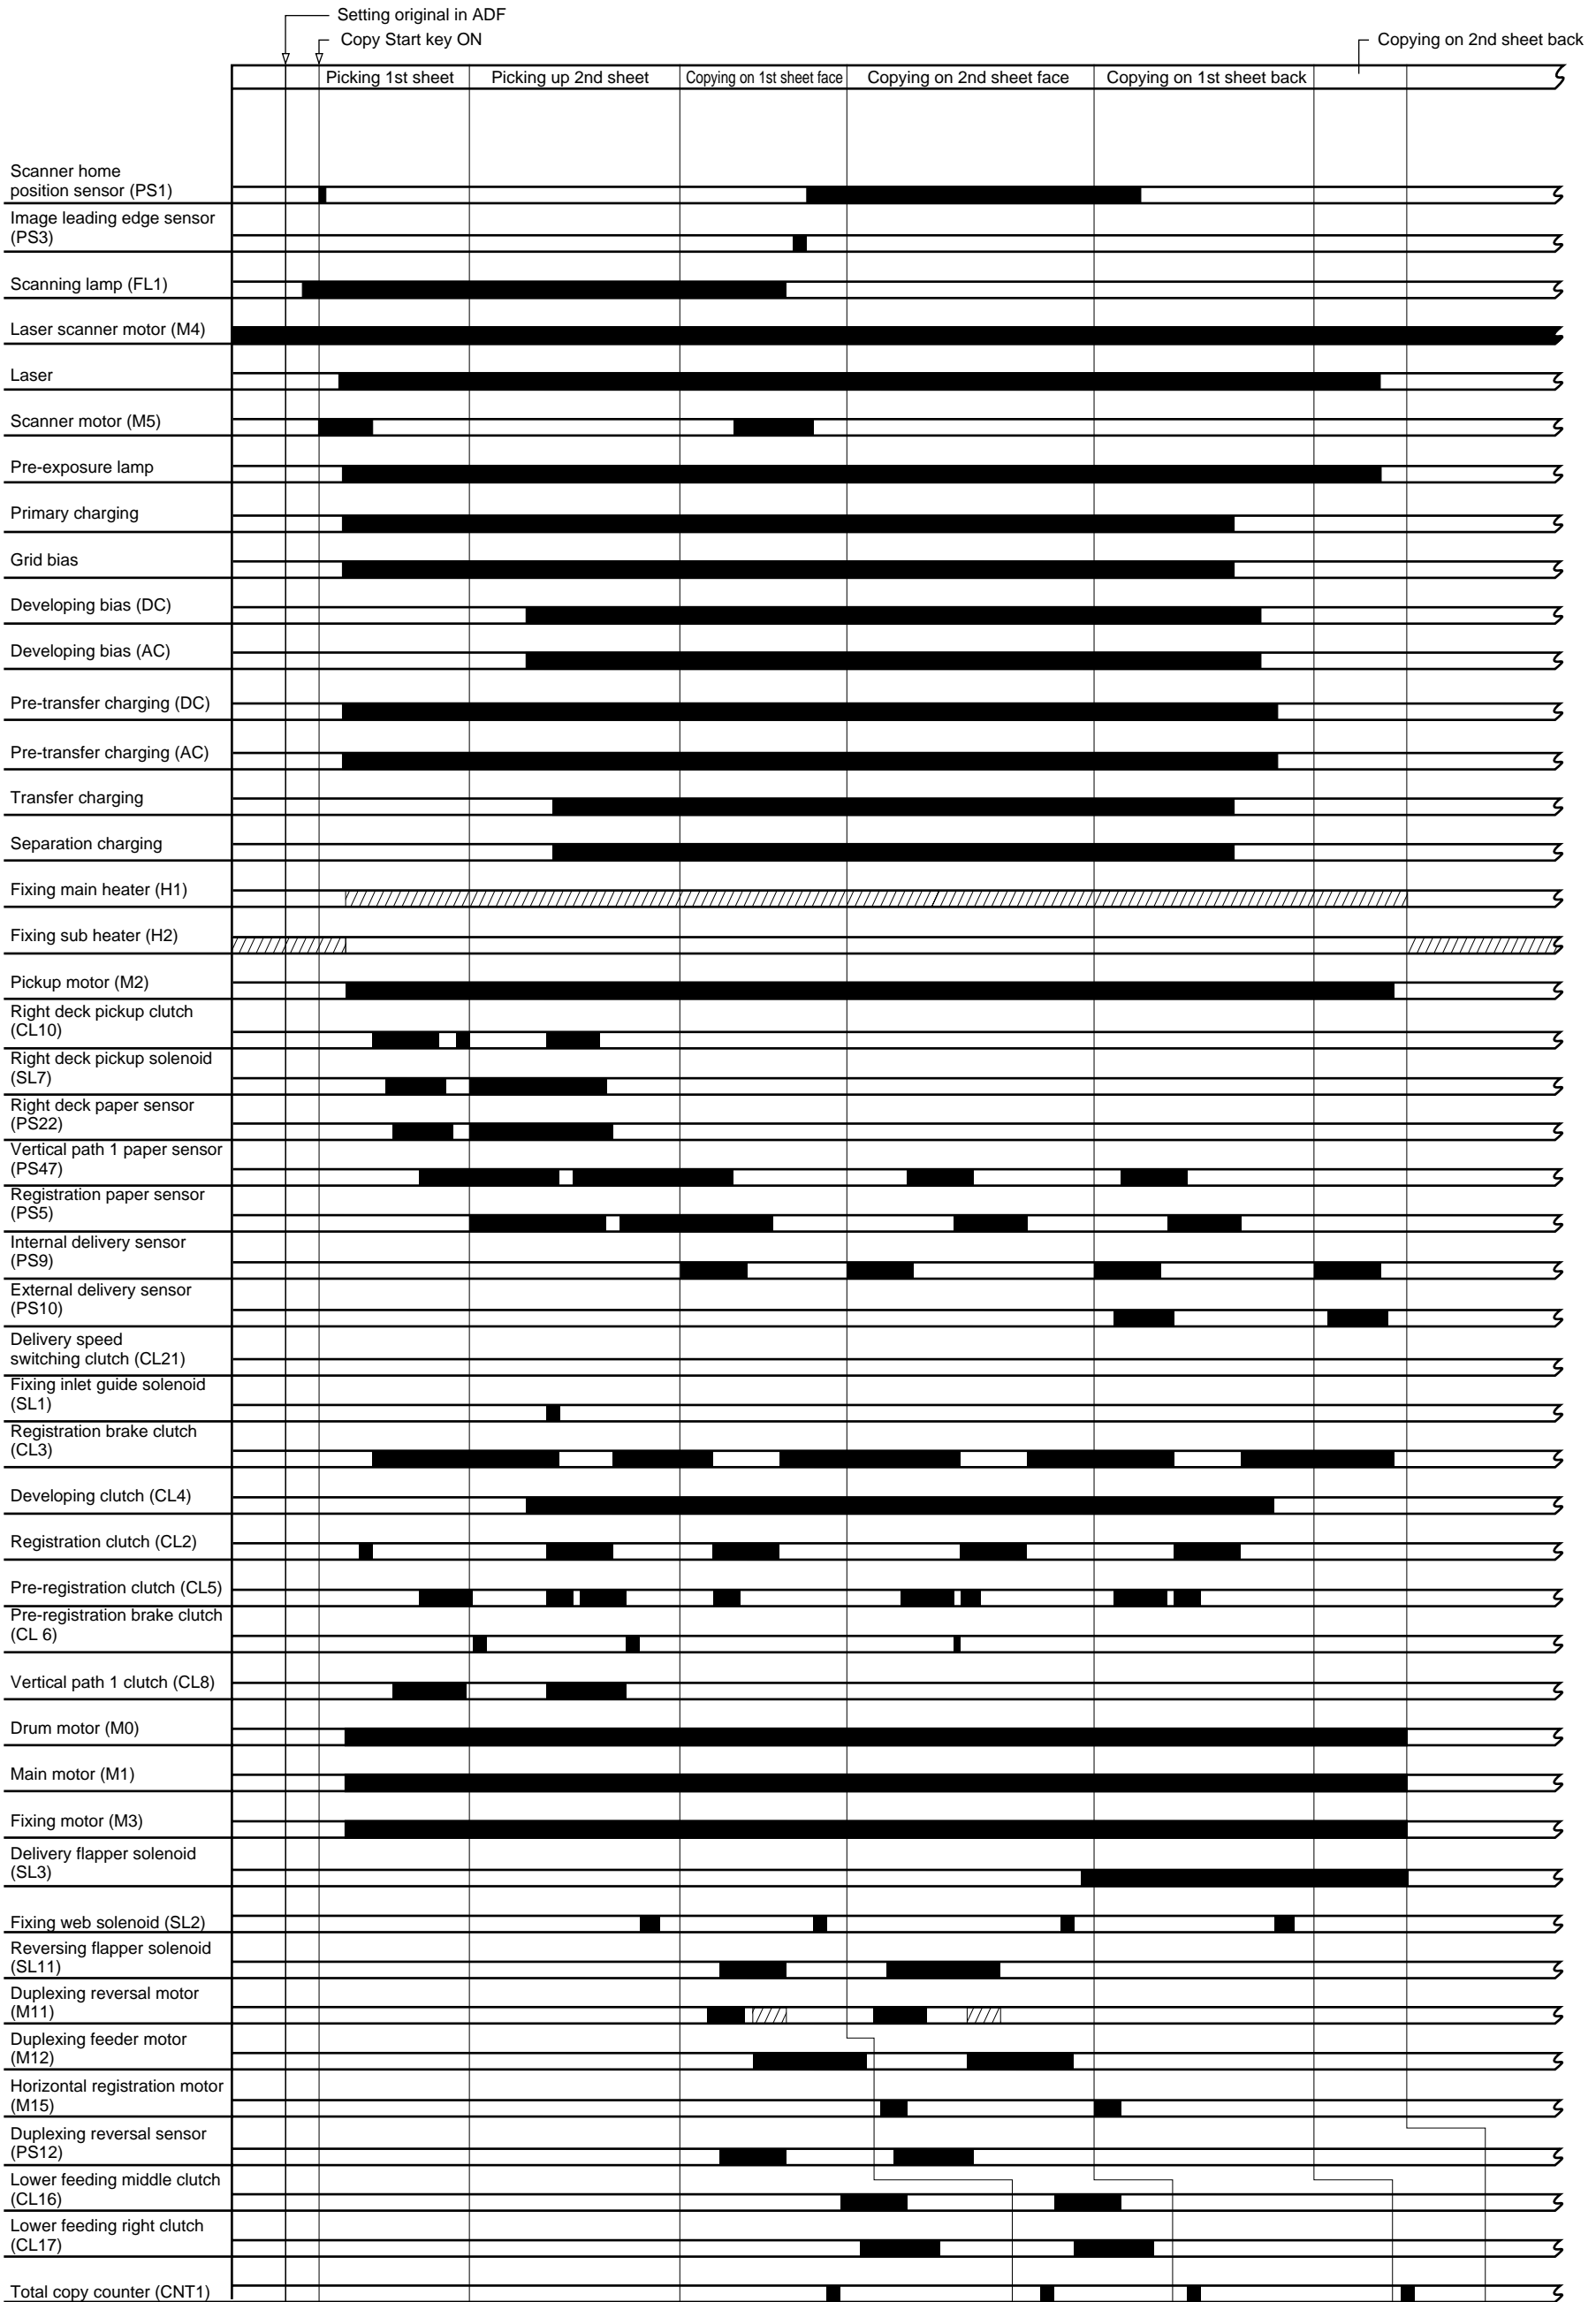 Setting original in ADF
Copy Start key ON
Copying on 2nd sheet back
Picking 1st sheet
Picking up 2nd sheet
Copying on 1st sheet face
Copying on 2nd sheet face
Copying on 1st sheet back
Scanner home
position sensor (PS1)
Image leading edge sensor
(PS3)
Scanning lamp (FL1)
Laser scanner motor (M4)
Laser
Scanner motor (M5)
Pre-exposure lamp
Primary charging
Grid bias
Developing bias (DC)
Developing bias (AC)
Pre-transfer charging (DC)
Pre-transfer charging (AC)
Transfer charging
Separation charging
Fixing main heater (H1)
Fixing sub heater (H2)
Pickup motor (M2)
Right deck pickup clutch
(CL10)
Right deck pickup solenoid
(SL7)
Right deck paper sensor
(PS22)
Vertical path 1 paper sensor
(PS47)
Registration paper sensor
(PS5)
Internal delivery sensor
(PS9)
External delivery sensor
(PS10)
Delivery speed
switching clutch (CL21)
Fixing inlet guide solenoid
(SL1)
Registration brake clutch
(CL3)
Developing clutch (CL4)
Registration clutch (CL2)
Pre-registration clutch (CL5)
Pre-registration brake clutch
(CL 6)
Vertical path 1 clutch (CL8)
Drum motor (M0)
Main motor (M1)
Fixing motor (M3)
Delivery flapper solenoid
(SL3)
Fixing web solenoid (SL2)
Reversing flapper solenoid
(SL11)
Duplexing reversal motor
(M11)
Duplexing feeder motor
(M12)
Horizontal registration motor
(M15)
Duplexing reversal sensor
(PS12)
Lower feeding middle clutch
(CL16)
Lower feeding right clutch
(CL17)
Total copy counter (CNT1)